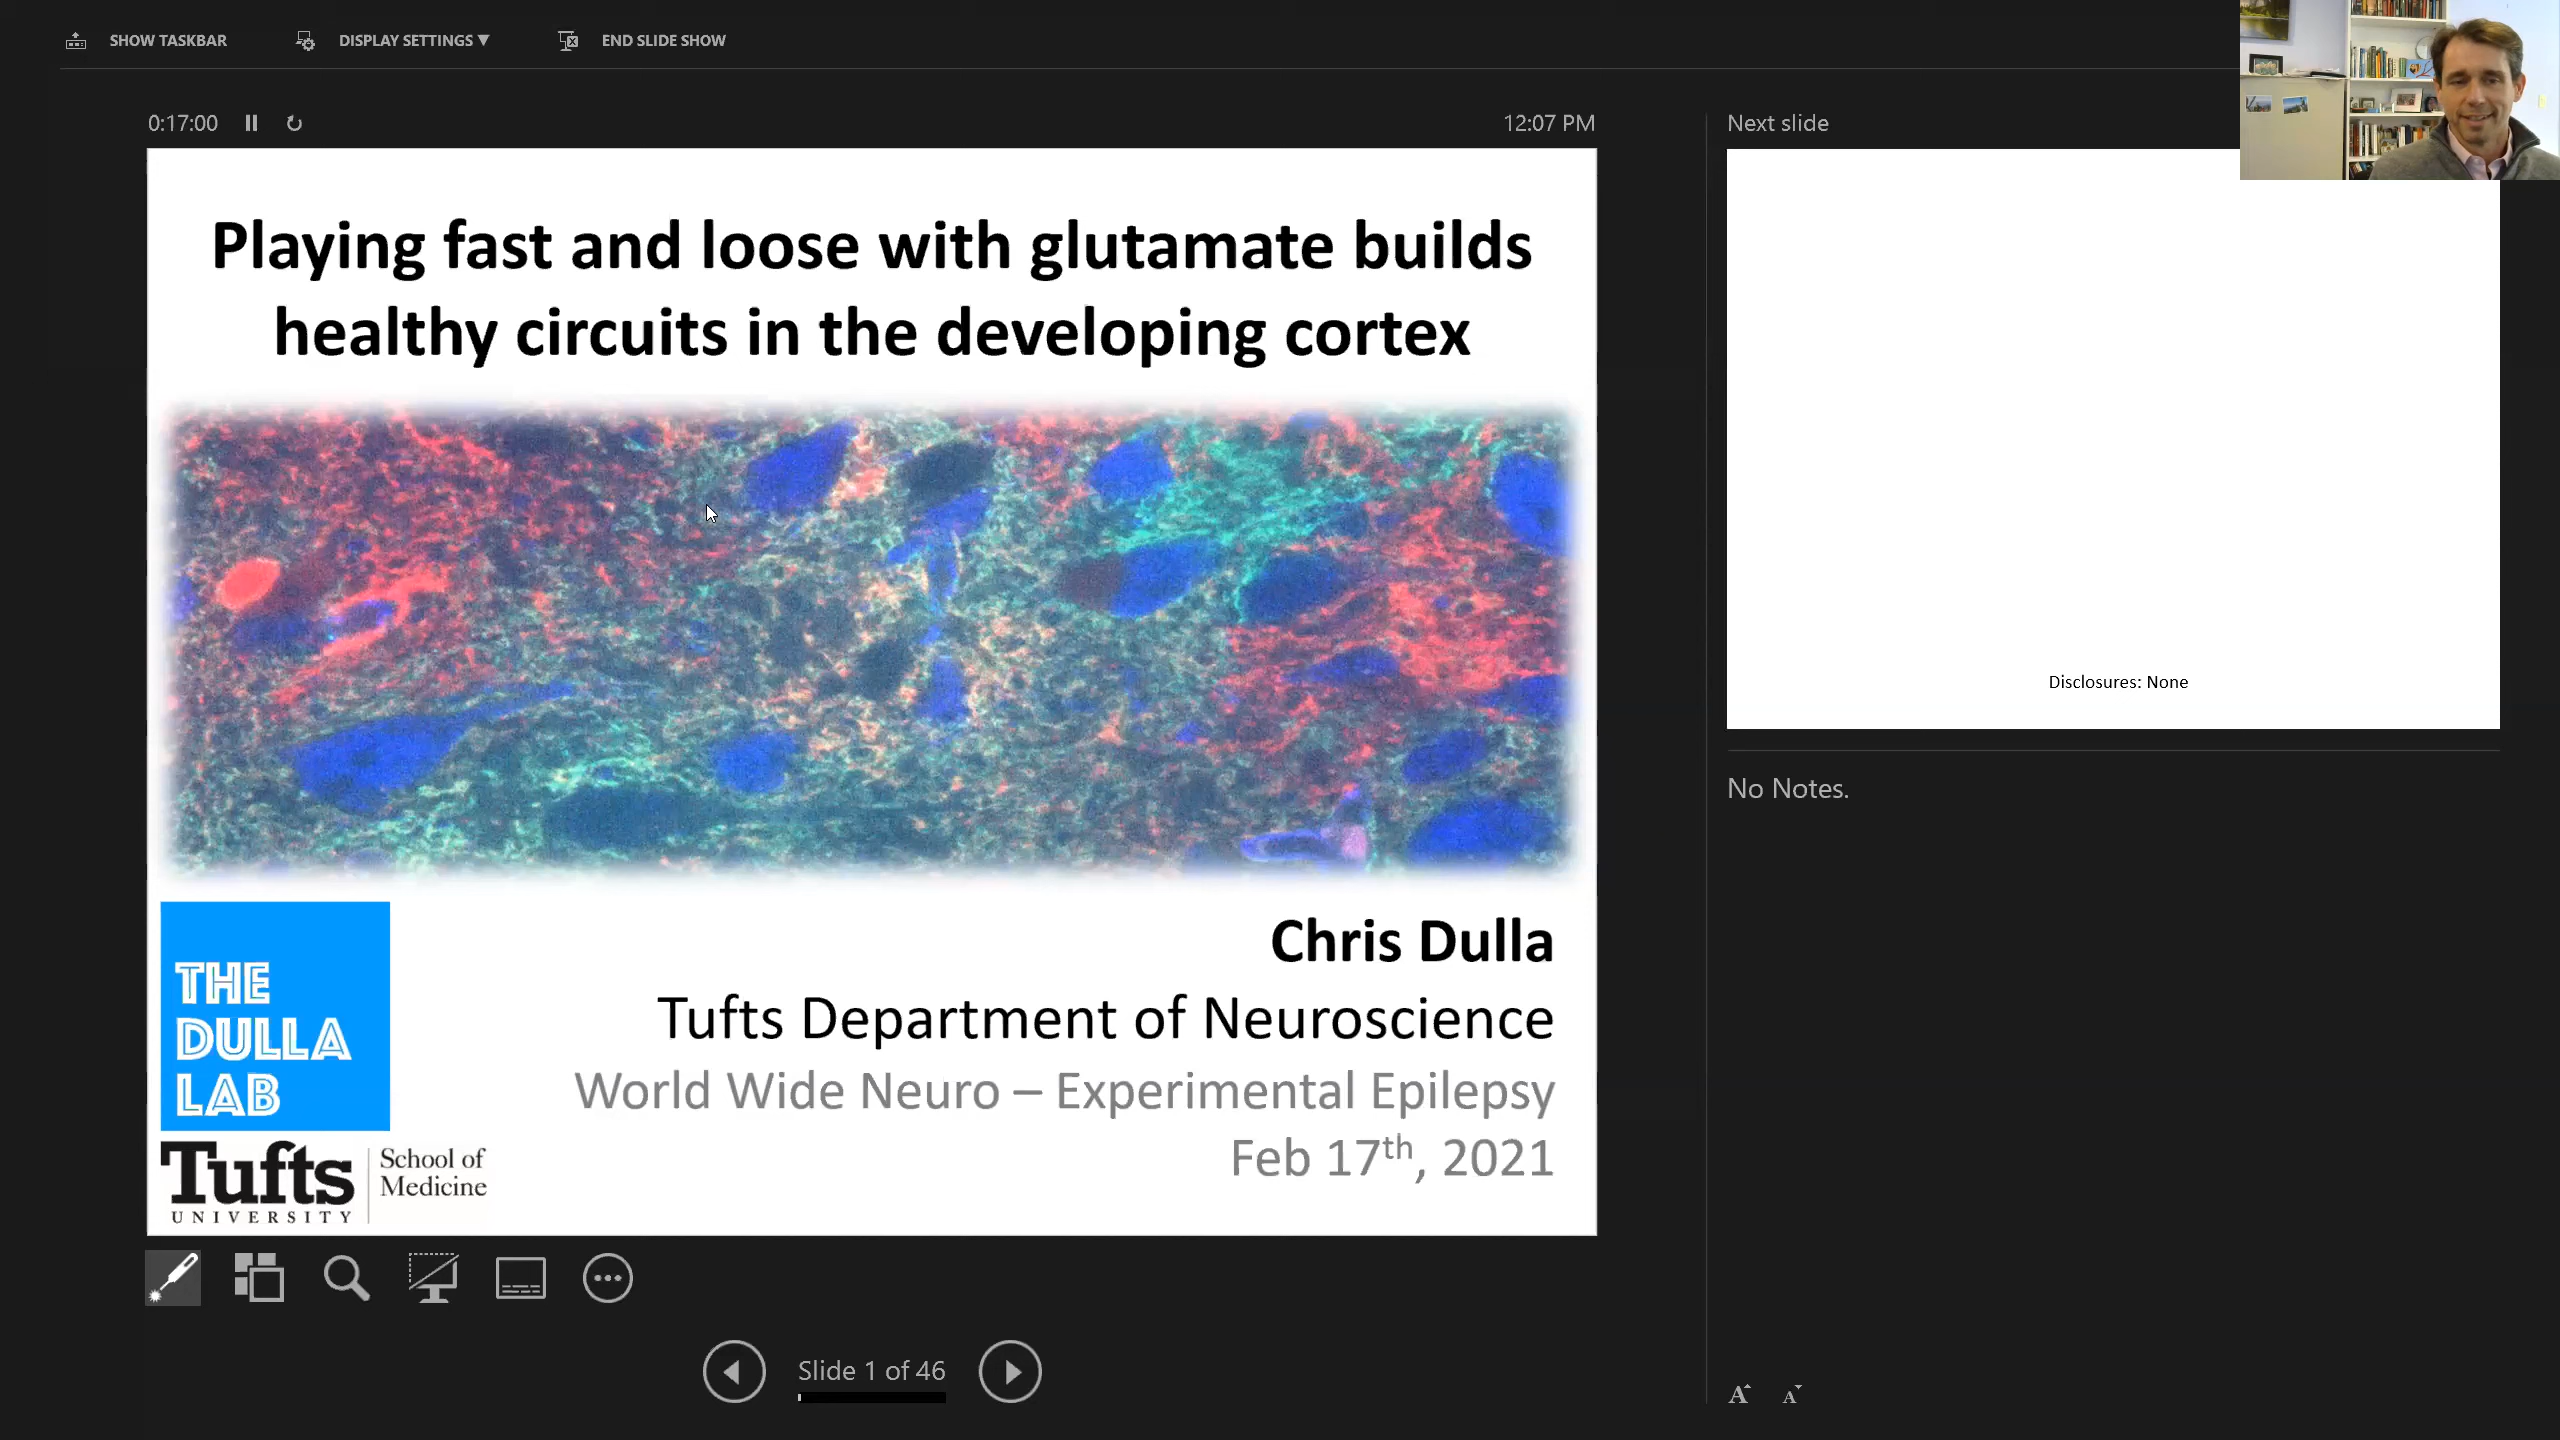 SHOW TASKBAR
DISPLAY SETTINGS ▼
END SLIDE SHOW
0:17:00
12:07 PM
Next slide
Playing fast and loose with glutamate builds
healthy circuits in the developing cortex
Disclosures: None
No Notes.
THE
DULLA
LAB
Chris Dulla
Tufts Department of Neuroscience
World Wide Neuro – Experimental Epilepsy
Feb 17th, 2021
Tufts
UNIVERSITY
School of
Medicine
Slide 1 of 46
A A